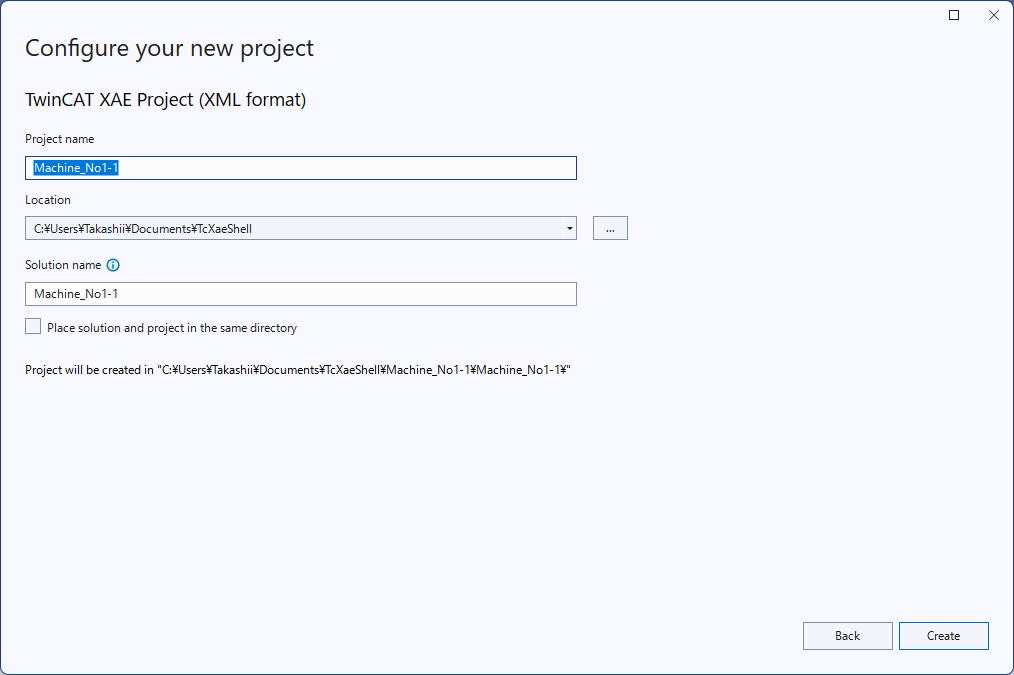 Configure your new project
TwinCAT XAE Project (XML format)
Project name
Machine_No1-1
Location
C:¥Users¥Takashii¥Documents¥TcXaeShell
...
Solution name
Machine_No1-1
Place solution and project in the same directory
Project will be created in "C:¥Users¥Takashii¥Documents¥TcXaeShell¥Machine_No1-1¥Machine_No1-1¥"
Back
Create